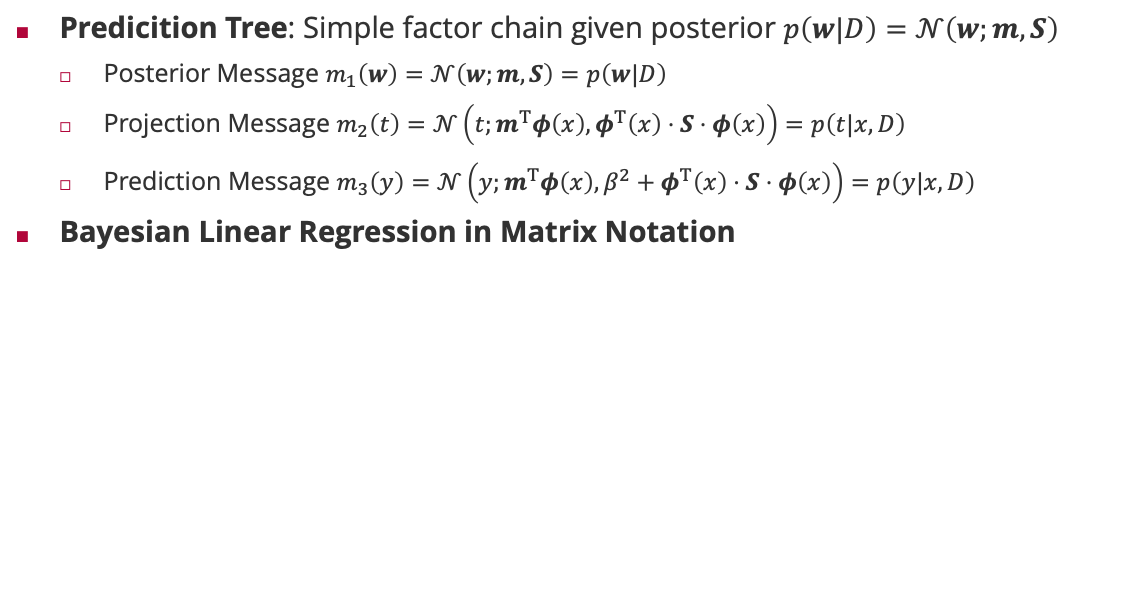 Predicition Tree: Simple factor chain given posterior 𝑝(𝒘|𝐷) = 𝒩(𝒘; 𝒎, 𝑺)
Posterior Message 𝑚₁(𝒘) = 𝒩(𝒘; 𝒎, 𝑺) = 𝑝(𝒘|𝐷)
Projection Message 𝑚₂(𝑡) = 𝒩(𝑡; 𝒎ᵀ𝝓(𝑥), 𝝓ᵀ(𝑥) · 𝑺 · 𝝓(𝑥)) = 𝑝(𝑡|𝑥, 𝐷)
Prediction Message 𝑚₃(𝑦) = 𝒩(𝑦; 𝒎ᵀ𝝓(𝑥), 𝛽² + 𝝓ᵀ(𝑥) · 𝑺 · 𝝓(𝑥)) = 𝑝(𝑦|𝑥, 𝐷)
Bayesian Linear Regression in Matrix Notation